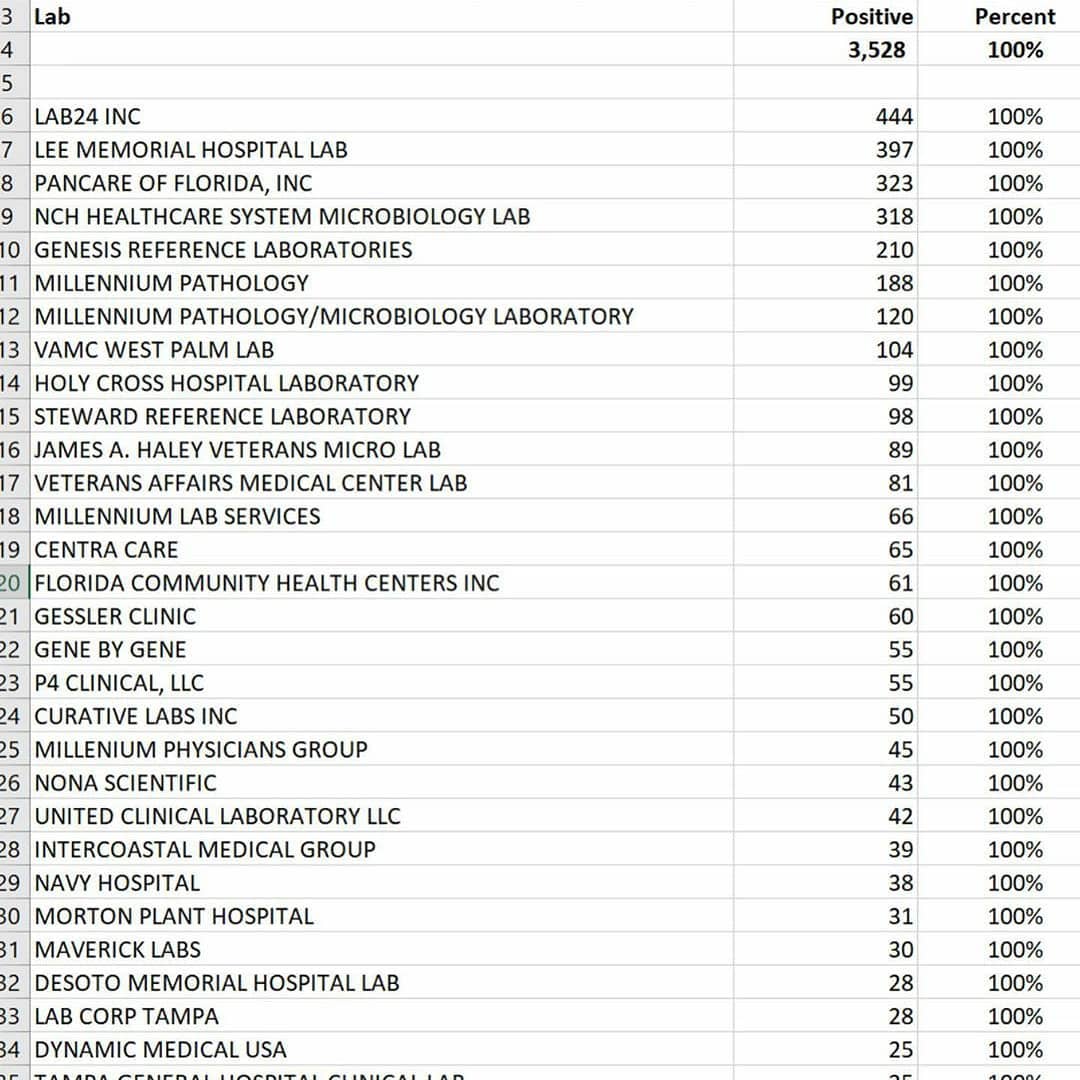 3 Lab Positive Percent
4 3,528 100%
5
6 LAB24 INC 444 100%
7 LEE MEMORIAL HOSPITAL LAB 397 100%
8 PANCARE OF FLORIDA, INC 323 100%
9 NCH HEALTHCARE SYSTEM MICROBIOLOGY LAB 318 100%
10 GENESIS REFERENCE LABORATORIES 210 100%
11 MILLENNIUM PATHOLOGY 188 100%
12 MILLENNIUM PATHOLOGY/MICROBIOLOGY LABORATORY 120 100%
13 VAMC WEST PALM LAB 104 100%
14 HOLY CROSS HOSPITAL LABORATORY 99 100%
15 STEWARD REFERENCE LABORATORY 98 100%
16 JAMES A. HALEY VETERANS MICRO LAB 89 100%
17 VETERANS AFFAIRS MEDICAL CENTER LAB 81 100%
18 MILLENNIUM LAB SERVICES 66 100%
19 CENTRA CARE 65 100%
20 FLORIDA COMMUNITY HEALTH CENTERS INC 61 100%
21 GESSLER CLINIC 60 100%
22 GENE BY GENE 55 100%
23 P4 CLINICAL, LLC 55 100%
24 CURATIVE LABS INC 50 100%
25 MILLENIUM PHYSICIANS GROUP 45 100%
26 NONA SCIENTIFIC 43 100%
27 UNITED CLINICAL LABORATORY LLC 42 100%
28 INTERCOASTAL MEDICAL GROUP 39 100%
29 NAVY HOSPITAL 38 100%
30 MORTON PLANT HOSPITAL 31 100%
31 MAVERICK LABS 30 100%
32 DESOTO MEMORIAL HOSPITAL LAB 28 100%
33 LAB CORP TAMPA 28 100%
34 DYNAMIC MEDICAL USA 25 100%
35 TAMPA GENERAL HOSPITAL CLINICAL LAB 25 100%